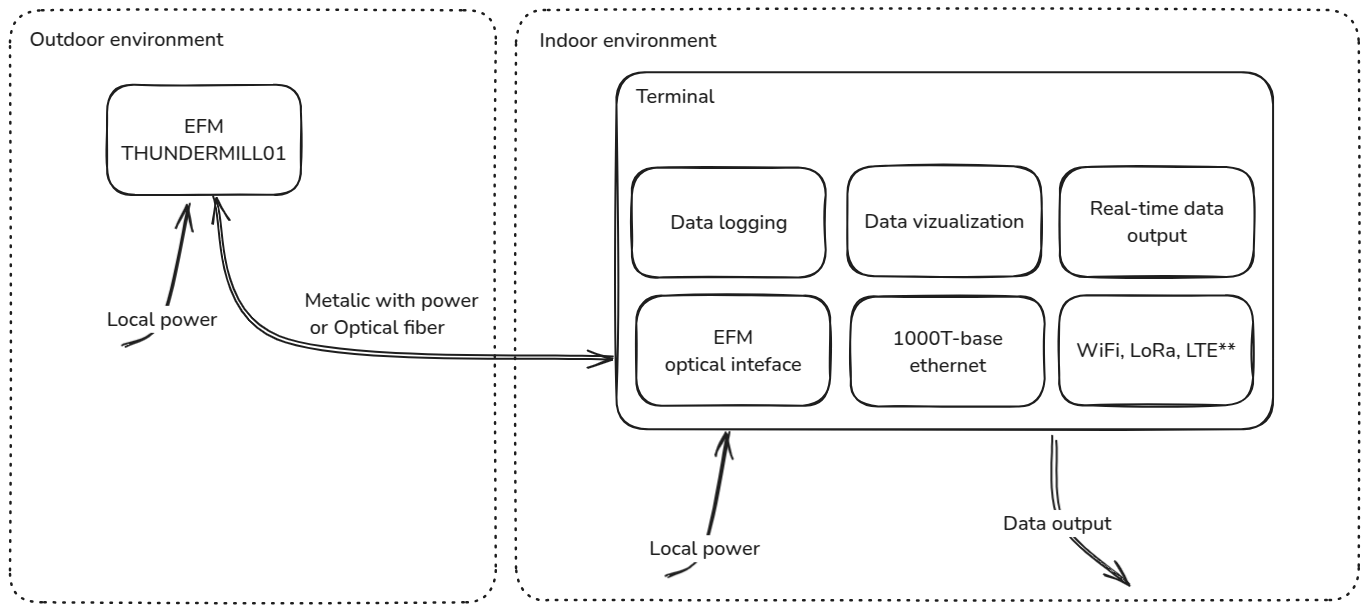 Outdoor environment
EFM
THUNDERMILL01
Local power
Metalic with power
or Optical fiber
Indoor environment
Terminal
Data logging
Data vizualization
Real-time data
output
EFM
optical inteface
1000T-base
ethernet
WiFi, LoRa, LTE**
Local power
Data output